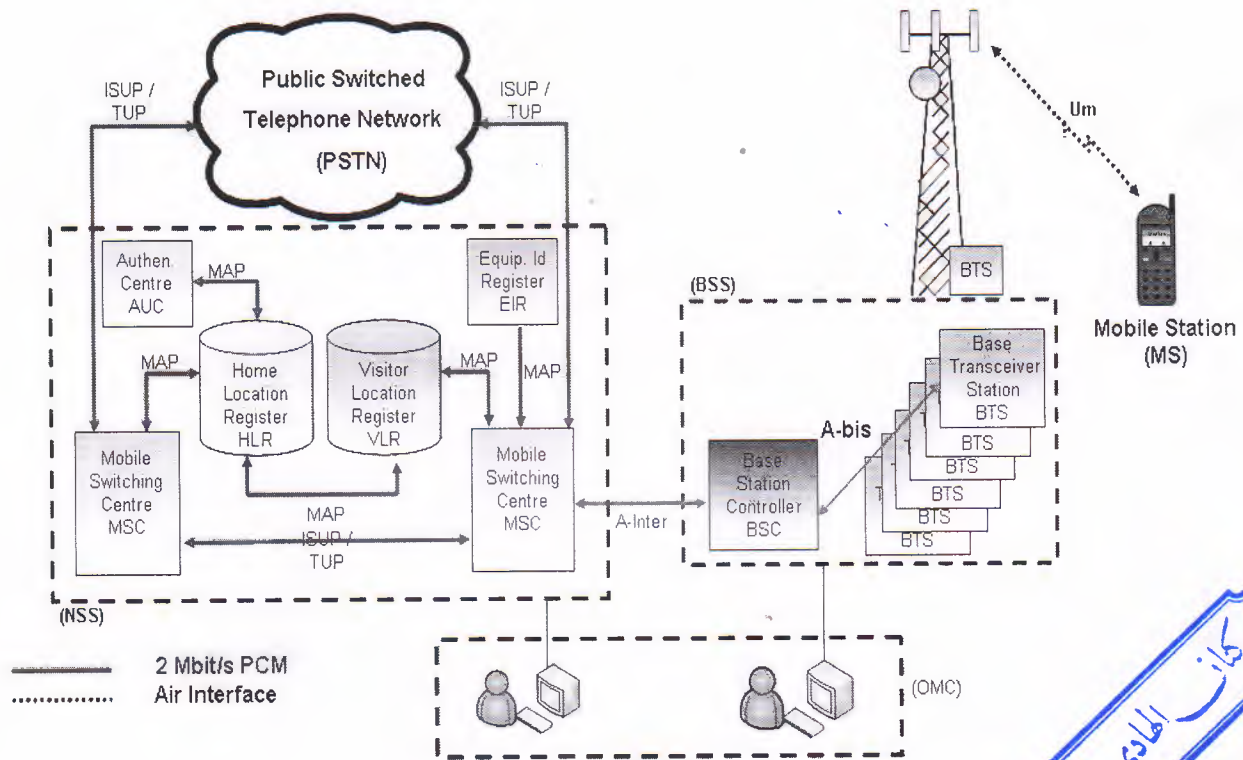 Public Switched
Telephone Network
(PSTN)
ISUP /
TUP
ISUP /
TUP
Um
Authen.
Centre
AUC
MAP
Equip. Id
Register
EIR
(BSS)
BTS
Mobile Station
(MS)
MAP
Home
Location
Register
HLR
Visitor
Location
Register
VLR
MAP
MAP
Base
Transceiver
Station
BTS
BTS
BTS
BTS
BTS
BTS
A-bis
Mobile
Switching
Centre
MSC
Mobile
Switching
Centre
MSC
Base
Station
Controller
BSC
A-Inter
MAP
ISUP /
TUP
(NSS)
2 Mbit/s PCM
Air Interface
(OMC)